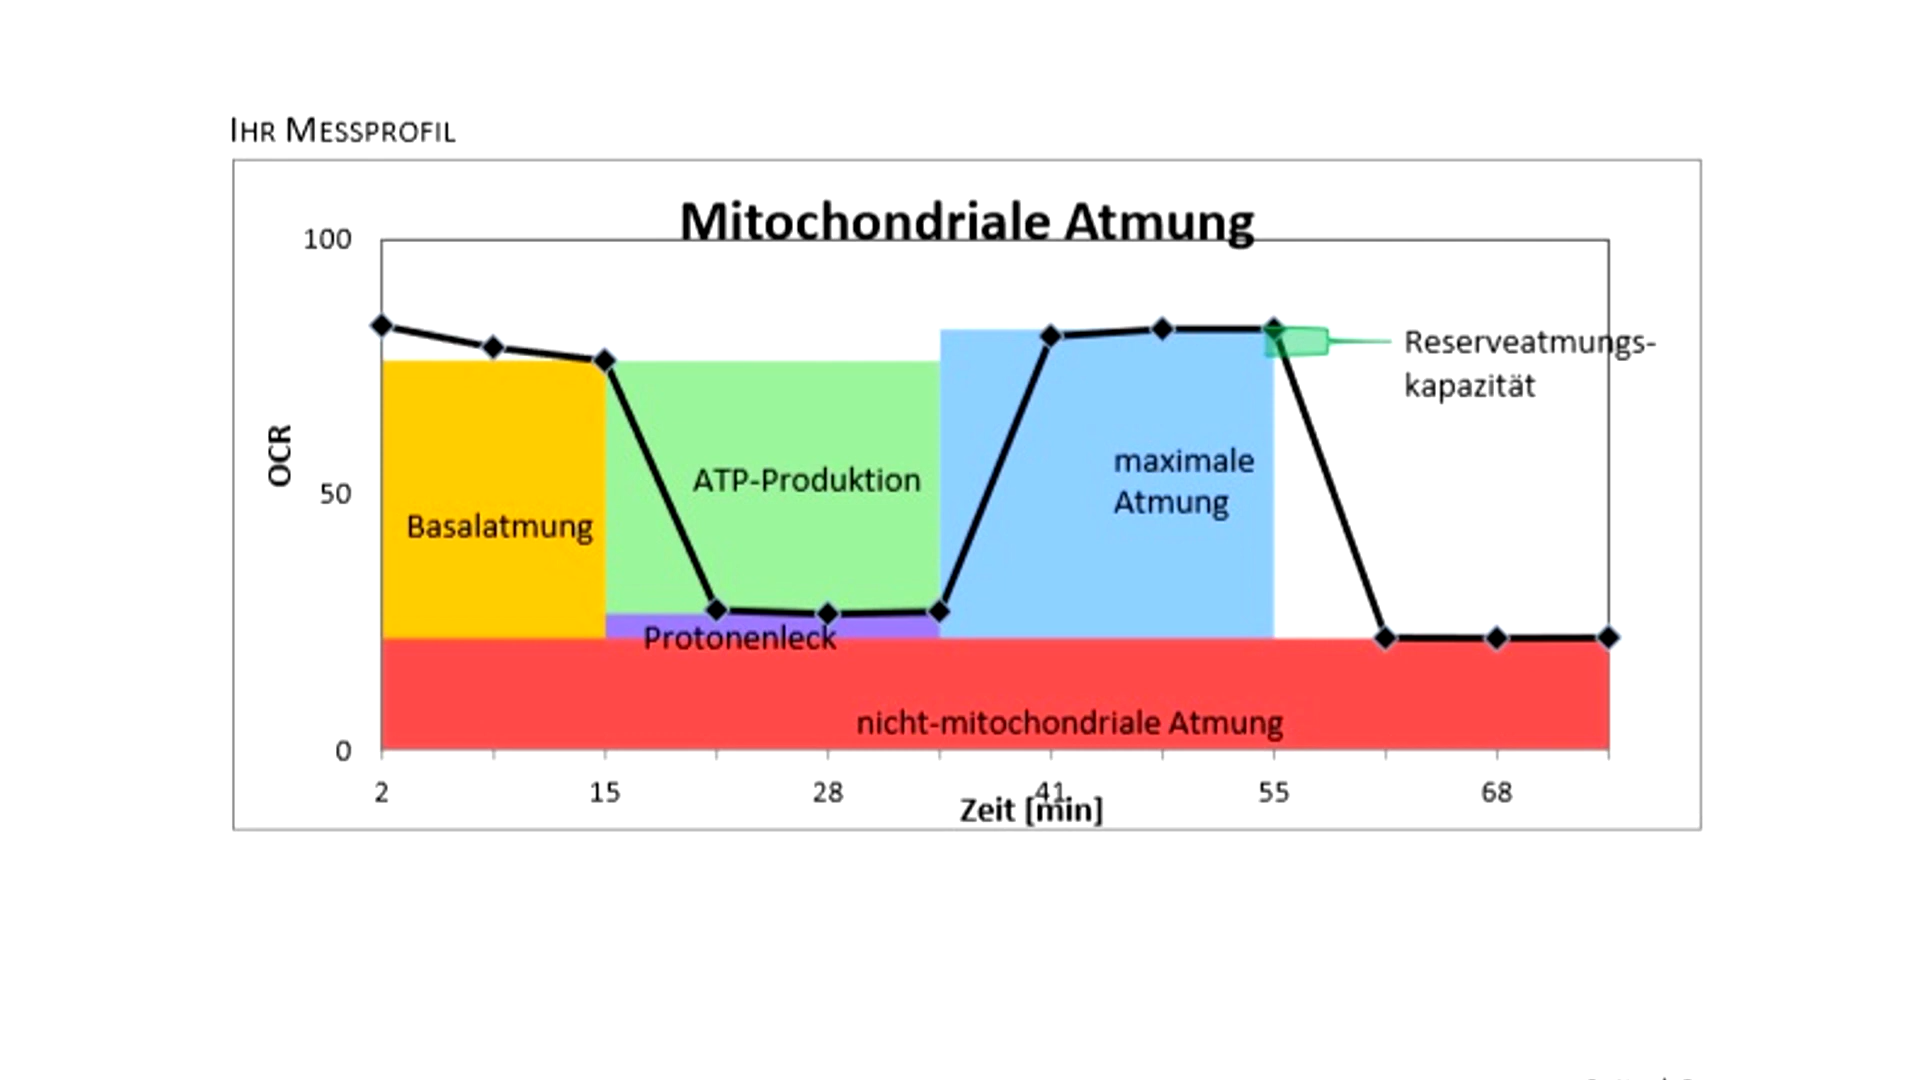 IHR MESSPROFIL
Mitochondriale Atmung
100
50
0
OCR
Basalatmung
ATP-Produktion
Protonenleck
maximale
Atmung
Reserveatmungs-
kapazität
nicht-mitochondriale Atmung
2 15 28 41 55 68
Zeit [min]